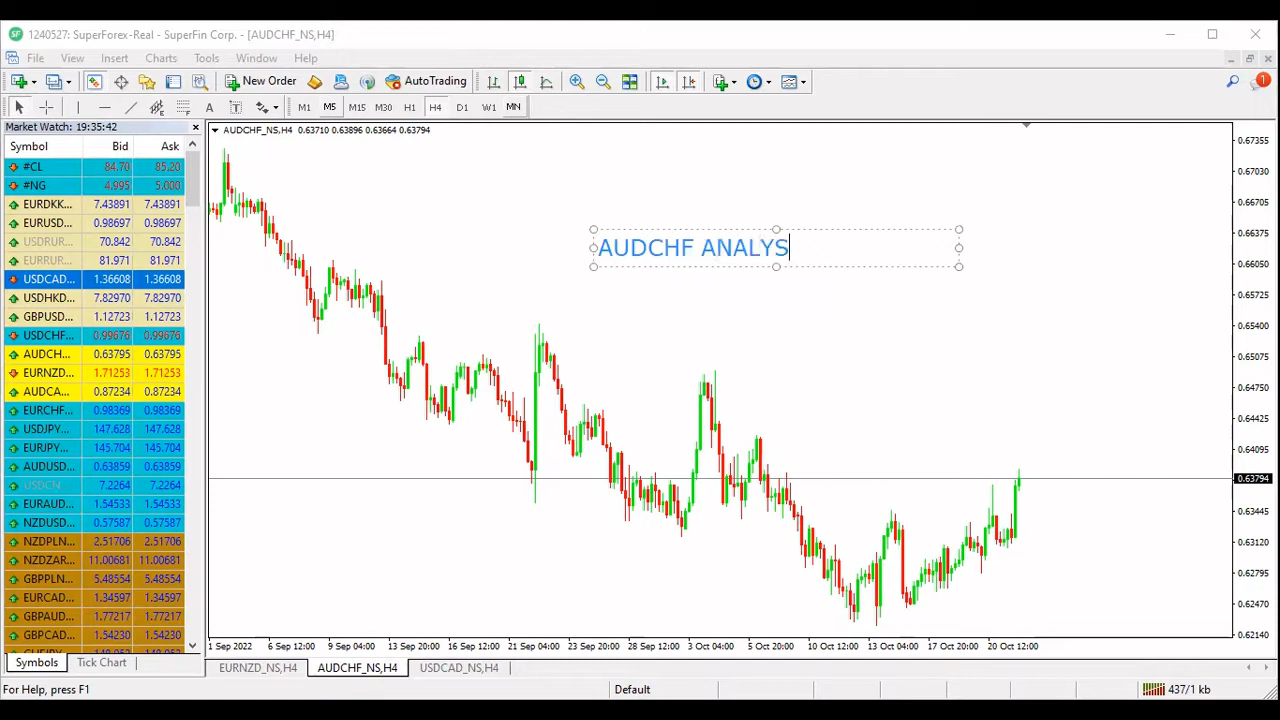 1240527: SuperForex-Real - SuperFin Corp. - [AUDCHF_NS,H4]
File View Insert Charts Tools Window Help
New Order AutoTrading 1
A T M1 M5 M15 M30 H1 H4 D1 W1 MN
Market Watch: 19:35:42
Symbol Bid Ask
#CL 84.70 85.20
#NG 4.995 5.000
EURDKK... 7.43891 7.43891
EURUSD... 0.98697 0.98697
USDRUR... 70.842 70.842
EURRUR... 81.971 81.971
USDCAD... 1.36608 1.36608
USDHKD... 7.82970 7.82970
GBPUSD... 1.12723 1.12723
USDCHF... 0.99676 0.99676
AUDCH... 0.63795 0.63795
EURNZD... 1.71253 1.71253
AUDCA... 0.87234 0.87234
EURCHF... 0.98369 0.98369
USDJPY... 147.628 147.628
EURJPY... 145.704 145.704
AUDUSD... 0.63859 0.63859
USDCN 7.2264 7.2264
EURAUD... 1.54533 1.54533
NZDUSD... 0.57587 0.57587
NZDPLN... 2.51706 2.51706
NZDZAR... 11.00681 11.00681
GBPPLN... 5.48554 5.48554
EURCAD... 1.34597 1.34597
GBPAUD... 1.77217 1.77217
GBPCAD... 1.54230 1.54230
Symbols Tick Chart
AUDCHF_NS,H4 0.63710 0.63896 0.63664 0.63794
AUDCHF ANALYS
0.67355
0.67030
0.66705
0.66375
0.66050
0.65725
0.65400
0.65075
0.64750
0.64425
0.64095
0.63794
0.63445
0.63120
0.62795
0.62470
0.62140
1 Sep 2022 6 Sep 12:00 9 Sep 04:00 13 Sep 20:00 16 Sep 12:00 21 Sep 04:00 23 Sep 20:00 28 Sep 12:00 3 Oct 04:00 5 Oct 20:00 10 Oct 12:00 13 Oct 04:00 17 Oct 20:00 20 Oct 12:00
EURNZD_NS,H4 AUDCHF_NS,H4 USDCAD_NS,H4
For Help, press F1 Default 437/1 kb